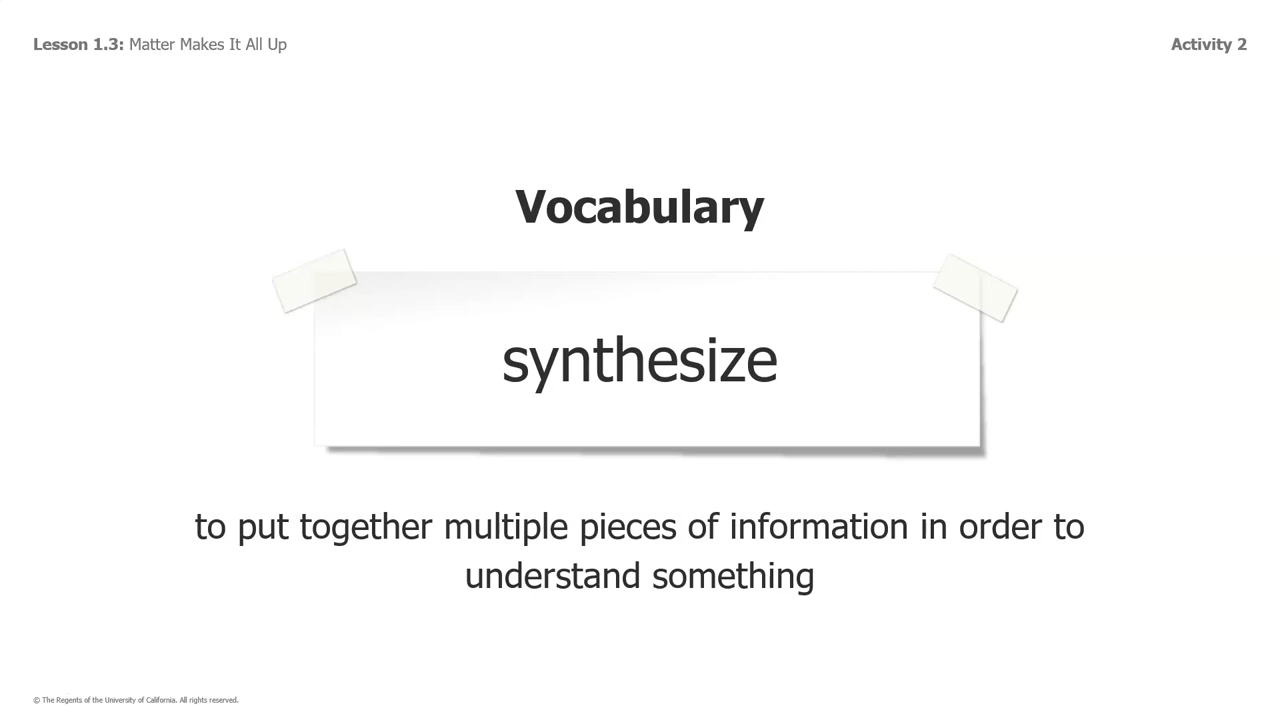 Lesson 1.3: Matter Makes It All Up
Activity 2
Vocabulary
synthesize
to put together multiple pieces of information in order to
understand something
© The Regents of the University of California. All rights reserved.